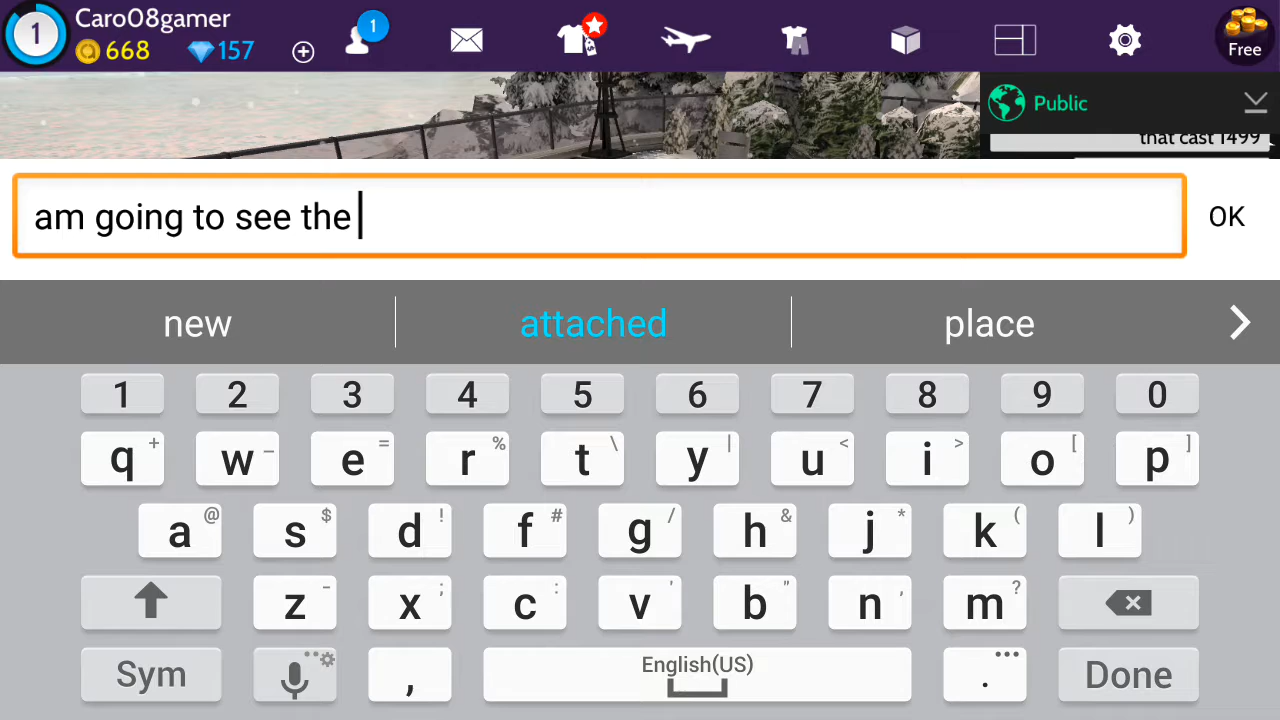 1 Caro08gamer 1
668 157 Free
Public
that cast 1499
am going to see the OK
new attached place
1 2 3 4 5 6 7 8 9 0
q + w - e = r % t \ y | u < i > o [ p ]
a @ s $ d ! f # g / h & j * k ( l )
z - x ; c : v ' b " n , m ?
Sym , English(US) . Done